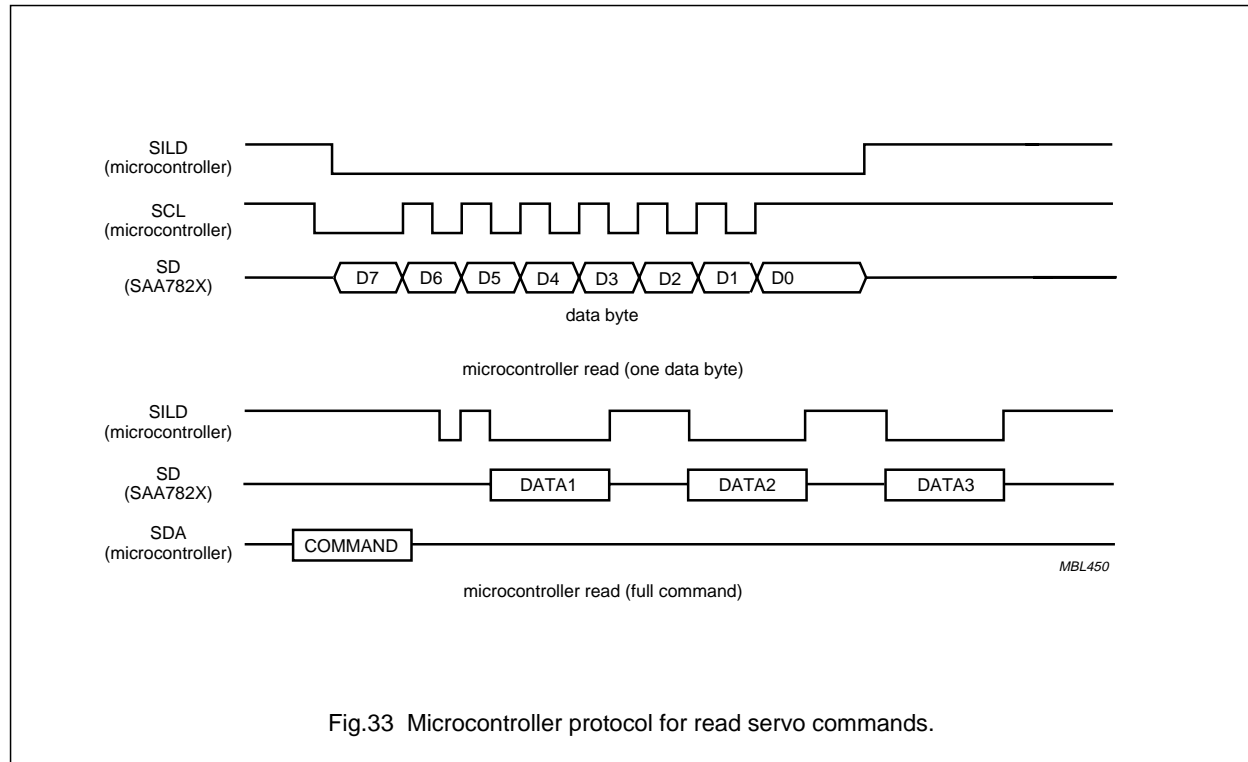 SILD
(microcontroller)
SCL
(microcontroller)
SD
(SAA782X)
D7 D6 D5 D4 D3 D2 D1 D0
data byte
microcontroller read (one data byte)
SILD
(microcontroller)
SD
(SAA782X)
DATA1 DATA2 DATA3
SDA
(microcontroller)
COMMAND
MBL450
microcontroller read (full command)
Fig.33 Microcontroller protocol for read servo commands.